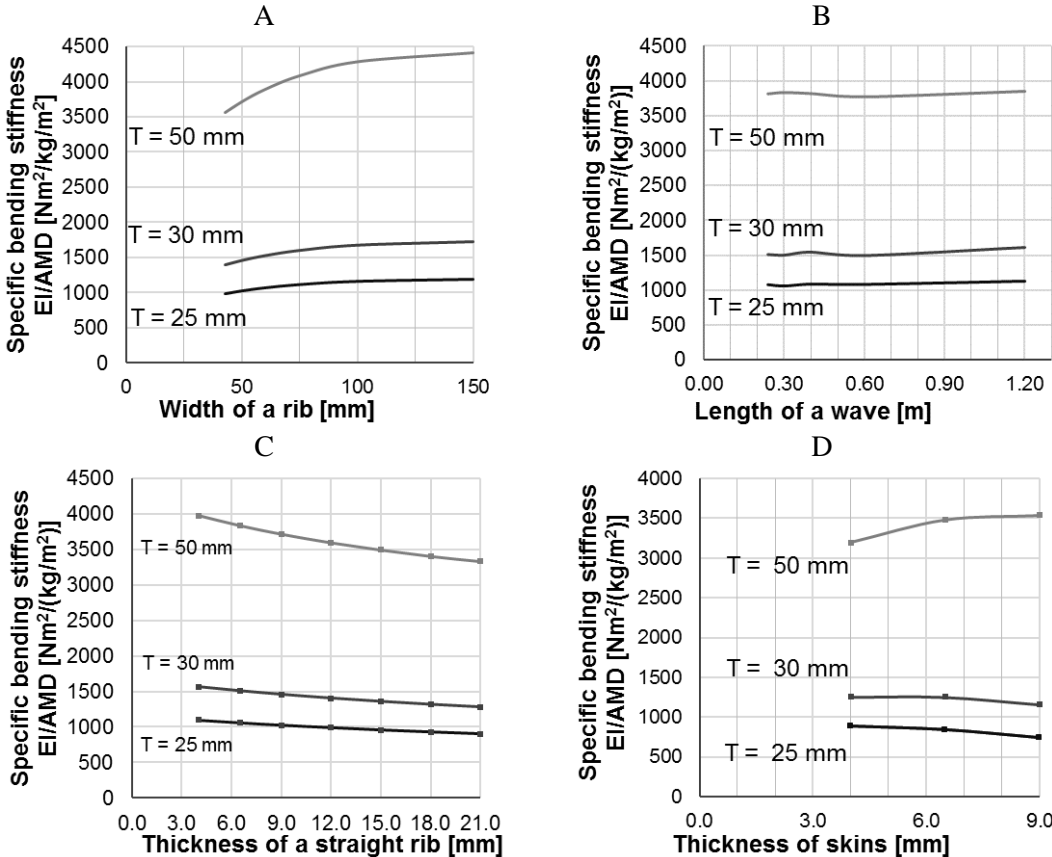 A
Specific bending stiffness
EI/AMD [Nm²/kg/m²]
4500
4000
3500
3000
2500
2000
1500
1000
500
0
T = 50 mm
T = 30 mm
T = 25 mm
0 50 100 150
Width of a rib [mm]
B
Specific bending stiffness
EI/AMD [Nm²/(kg/m²)]
4500
4000
3500
3000
2500
2000
1500
1000
500
0
T = 50 mm
T = 30 mm
T = 25 mm
0.00 0.30 0.60 0.90 1.20
Length of a wave [m]
C
Specific bending stiffness
EI/AMD [Nm²/(kg/m²)]
4500
4000
3500
3000
2500
2000
1500
1000
500
0
T = 50 mm
T = 30 mm
T = 25 mm
0.0 3.0 6.0 9.0 12.0 15.0 18.0 21.0
Thickness of a straight rib [mm]
D
Specific bending stiffness
EI/AMD [Nm²/(kg/m²)]
4000
3500
3000
2500
2000
1500
1000
500
0
T = 50 mm
T = 30 mm
T = 25 mm
0.0 3.0 6.0 9.0
Thickness of skins [mm]